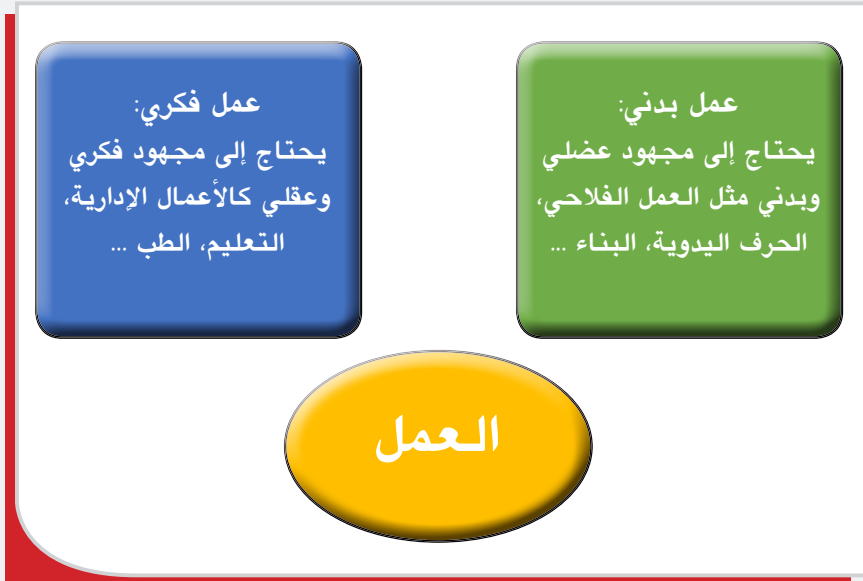 عمل بدني:
يحتاج إلى مجهود عضلي
وبدني مثل العمل الفلاحي،
الحرف اليدوية، البناء ...
عمل فكري:
يحتاج إلى مجهود فكري
وعقلي كالأعمال الإدارية،
التعليم، الطب ...
العمل